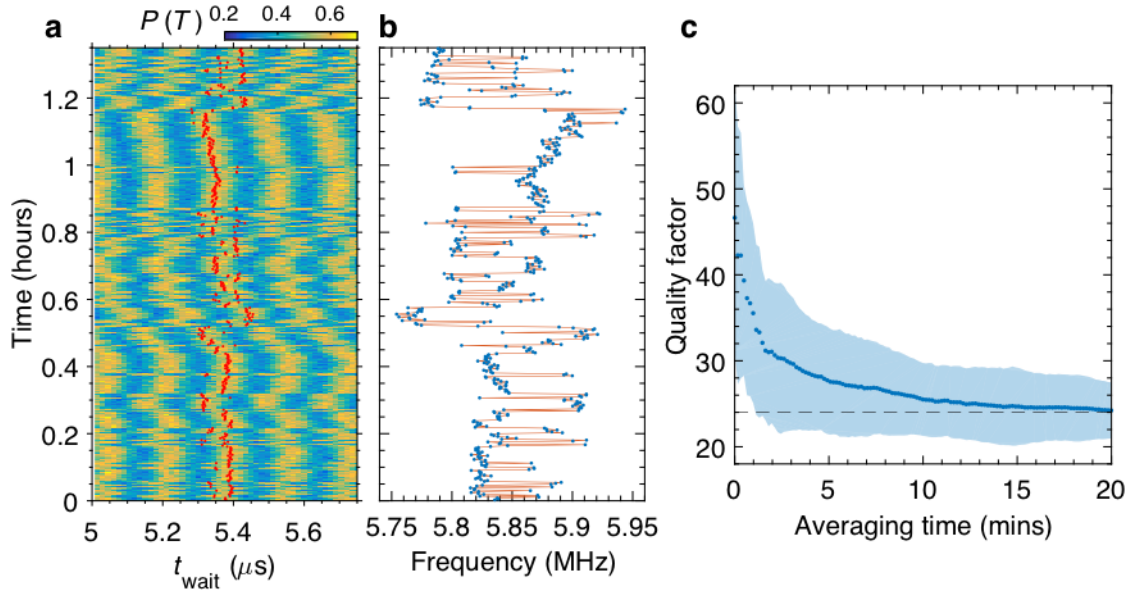 a P(T) 0.2 0.4 0.6
b
c
1.2
1
0.8
0.6
0.4
0.2
0
Time (hours)
5 5.2 5.4 5.6
t_wait (μs)
5.75 5.8 5.85 5.9 5.95
Frequency (MHz)
60
50
40
30
20
Quality factor
0 5 10 15 20
Averaging time (mins)